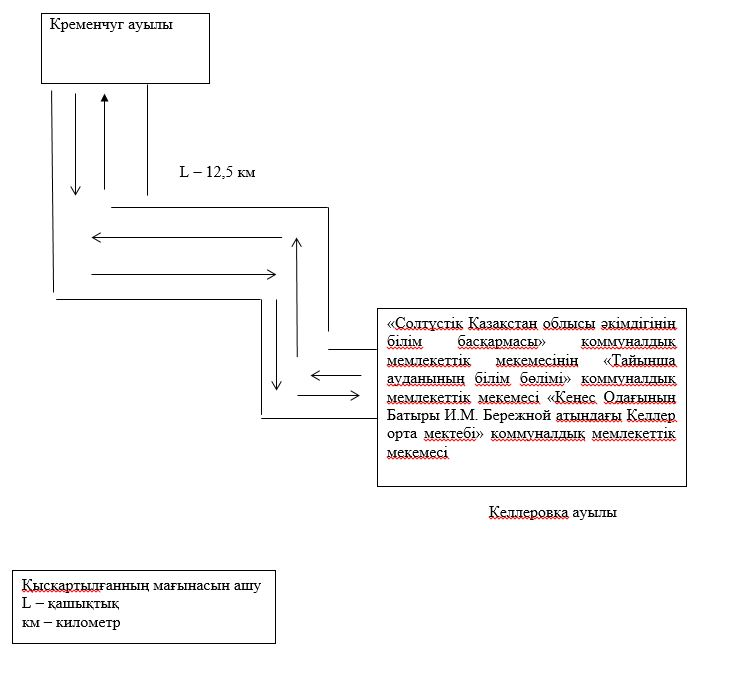 Кременчуг ауылы
L – 12,5 км
«Солтүстік Қазақстан облысы әкімдігінің
білім басқармасы» коммуналдық
мемлекеттік мекемесінің «Тайынша
ауданының білім бөлімі» коммуналдық
мемлекеттік мекемесі «Кеңес Одағының
Батыры И.М. Бережной атындағы Келлер
орта мектебі» коммуналдық мемлекеттік
мекемесі
Келлеровка ауылы
Қысқартылғанның мағынасын ашу
L – қашықтық
км – километр